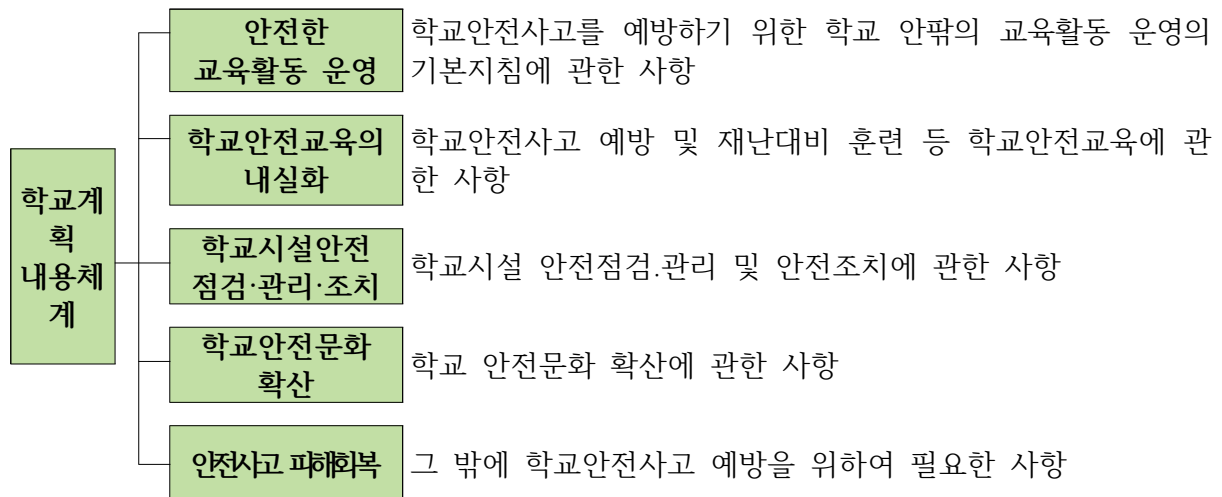 안전한
교육활동 운영
학교안전사고를 예방하기 위한 학교 안팎의 교육활동 운영의
기본지침에 관한 사항
학교안전교육의
내실화
학교안전사고 예방 및 재난대비 훈련 등 학교안전교육에 관
한 사항
학교계
획
내용체
계
학교시설안전
점검·관리·조치
학교시설 안전점검.관리 및 안전조치에 관한 사항
학교안전문화
확산
학교 안전문화 확산에 관한 사항
안전사고 피해회복
그 밖에 학교안전사고 예방을 위하여 필요한 사항